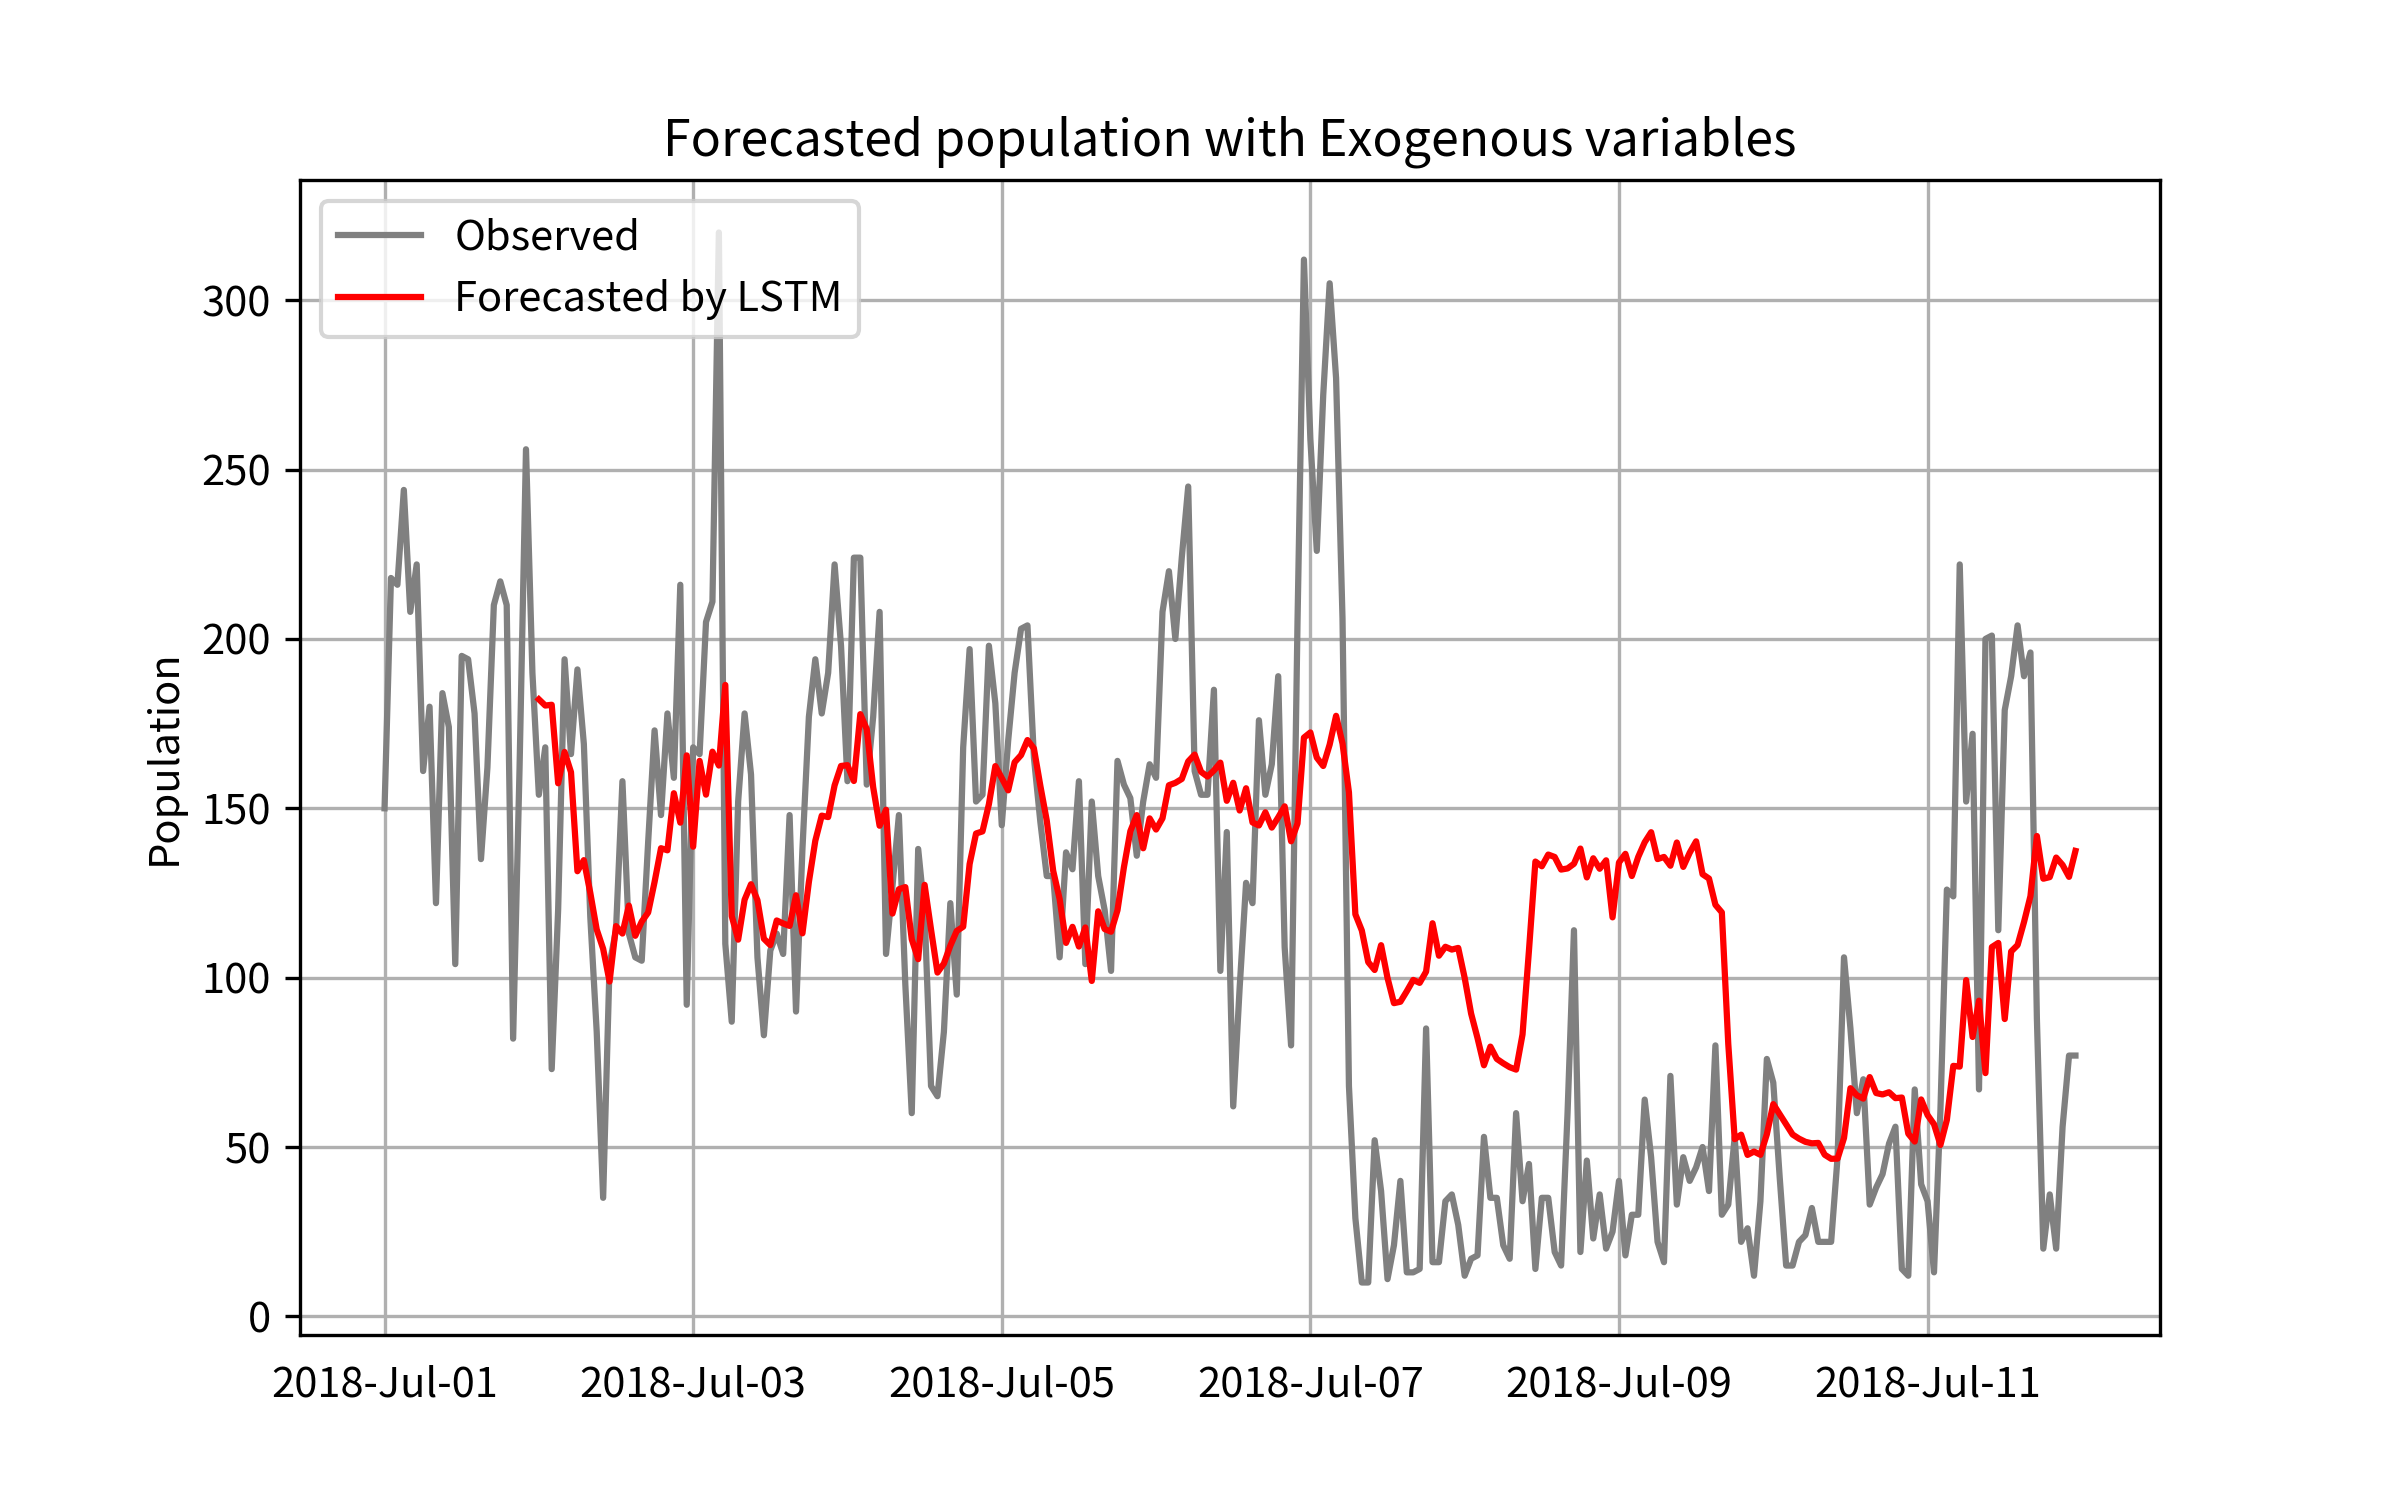 Forecasted population with Exogenous variables
Observed
Forecasted by LSTM
Population
300
250
200
150
100
50
0
2018-Jul-01 2018-Jul-03 2018-Jul-05 2018-Jul-07 2018-Jul-09 2018-Jul-11